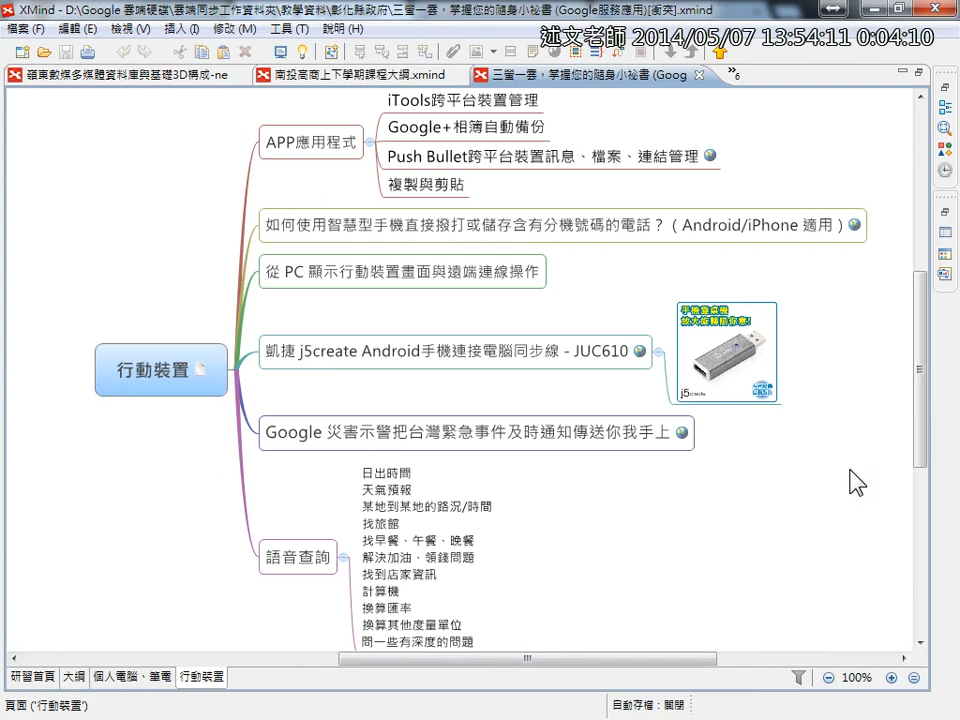 XMind - D:\Google 雲端硬碟\雲端同步工作資料夾\教學資料\彰化縣政府\三螢一雲，掌握您的隨身小祕書 (Google服務應用)[衝突].xmind
檔案 (F) 編輯 (E) 檢視 (V) 插入 (I) 修改 (M) 工具 (T) 說明 (H)
述文老師 2014/05/07 13:54:11 0:04:10
嶺東數媒多媒體資料庫與基礎3D構成-ne
南投高商上下學期課程大綱.xmind
三螢一雲，掌握您的隨身小祕書 (Goog
»6
iTools跨平台裝置管理
APP應用程式
Google+相簿自動備份
Push Bullet跨平台裝置訊息、檔案、連結管理
複製與剪貼
如何使用智慧型手機直接撥打或儲存含有分機號碼的電話？（Android/iPhone 適用）
從 PC 顯示行動裝置畫面與遠端連線操作
手機變桌機
凱捷 j5create Android手機連接電腦同步線 - JUC610
行動裝置
j5create
Google 災害示警把台灣緊急事件及時通知傳送你我手上
日出時間
天氣預報
某地到某地的路況/時間
找旅館
找早餐、午餐、晚餐
語音查詢
解決加油、領錢問題
找到店家資訊
計算機
換算匯率
換算其他度量單位
問一些有深度的問題
研習首頁 大綱 個人電腦、筆電 行動裝置
100%
頁面 ('行動裝置')
自動存檔：關閉